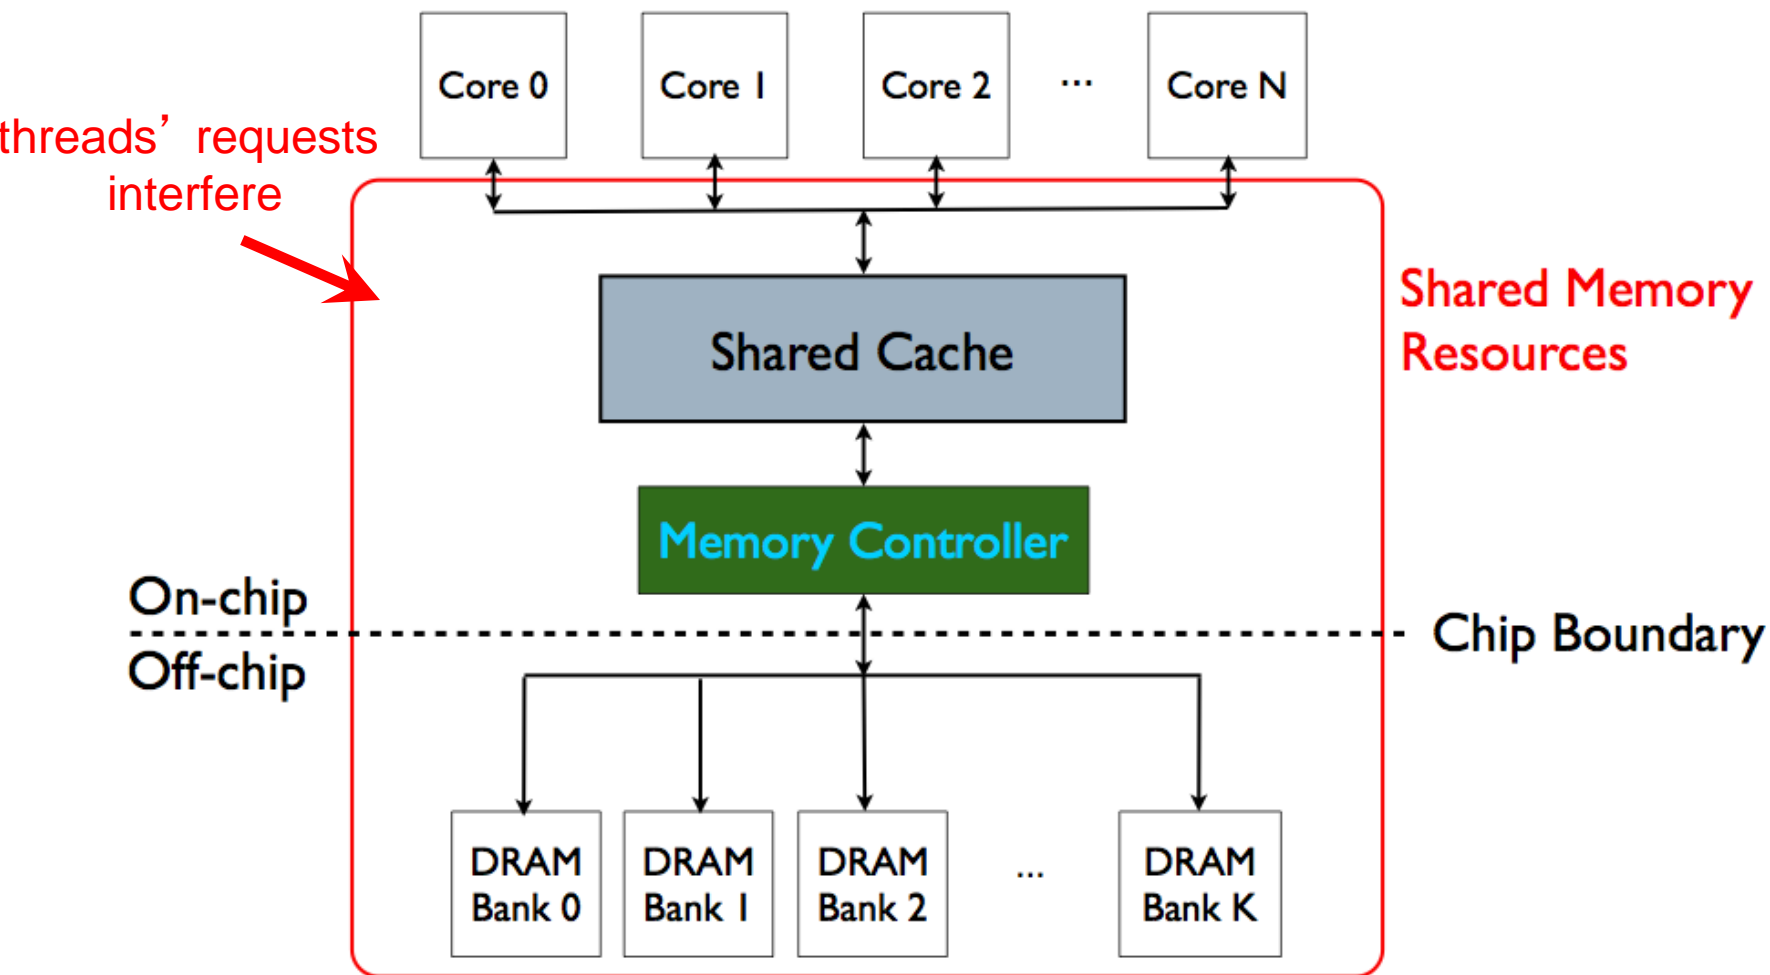 Core 0
Core 1
Core 2
...
Core N
threads’ requests
interfere
Shared Memory
Resources
Shared Cache
Memory Controller
On-chip
Chip Boundary
Off-chip
DRAM
Bank 0
DRAM
Bank 1
DRAM
Bank 2
...
DRAM
Bank K